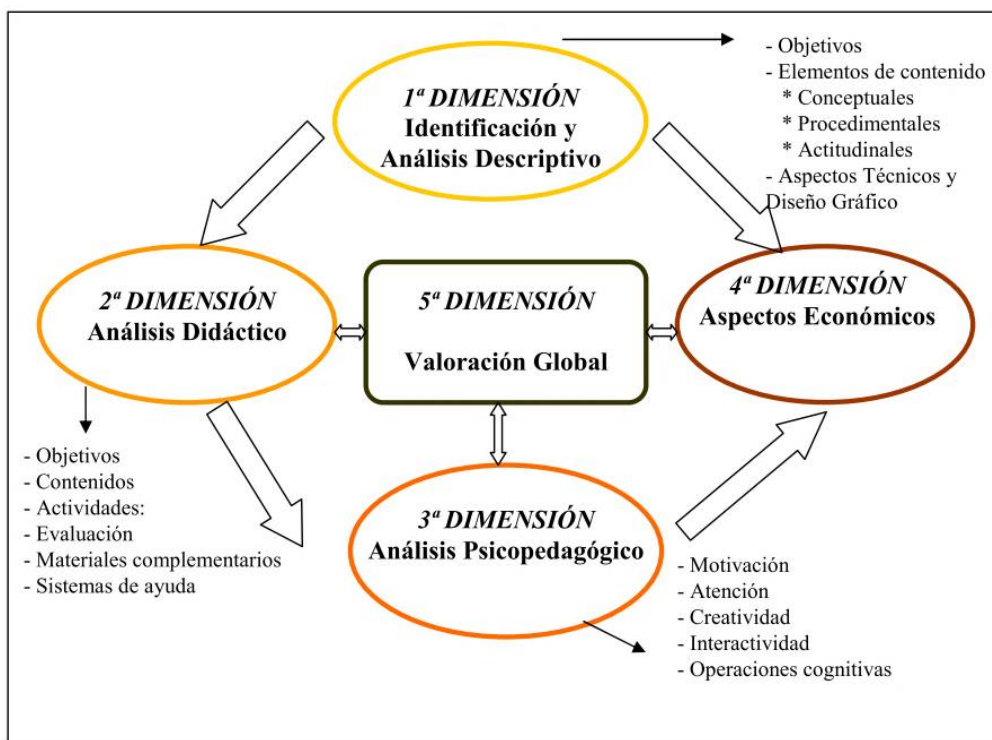 1ª DIMENSIÓN
Identificación y
Análisis Descriptivo
- Objetivos
- Elementos de contenido
* Conceptuales
* Procedimentales
* Actitudinales
- Aspectos Técnicos y
Diseño Gráfico
2ª DIMENSIÓN
Análisis Didáctico
5ª DIMENSIÓN
Valoración Global
4ª DIMENSIÓN
Aspectos Económicos
- Objetivos
- Contenidos
- Actividades:
- Evaluación
- Materiales complementarios
- Sistemas de ayuda
3ª DIMENSIÓN
Análisis Psicopedagógico
- Motivación
- Atención
- Creatividad
- Interactividad
- Operaciones cognitivas